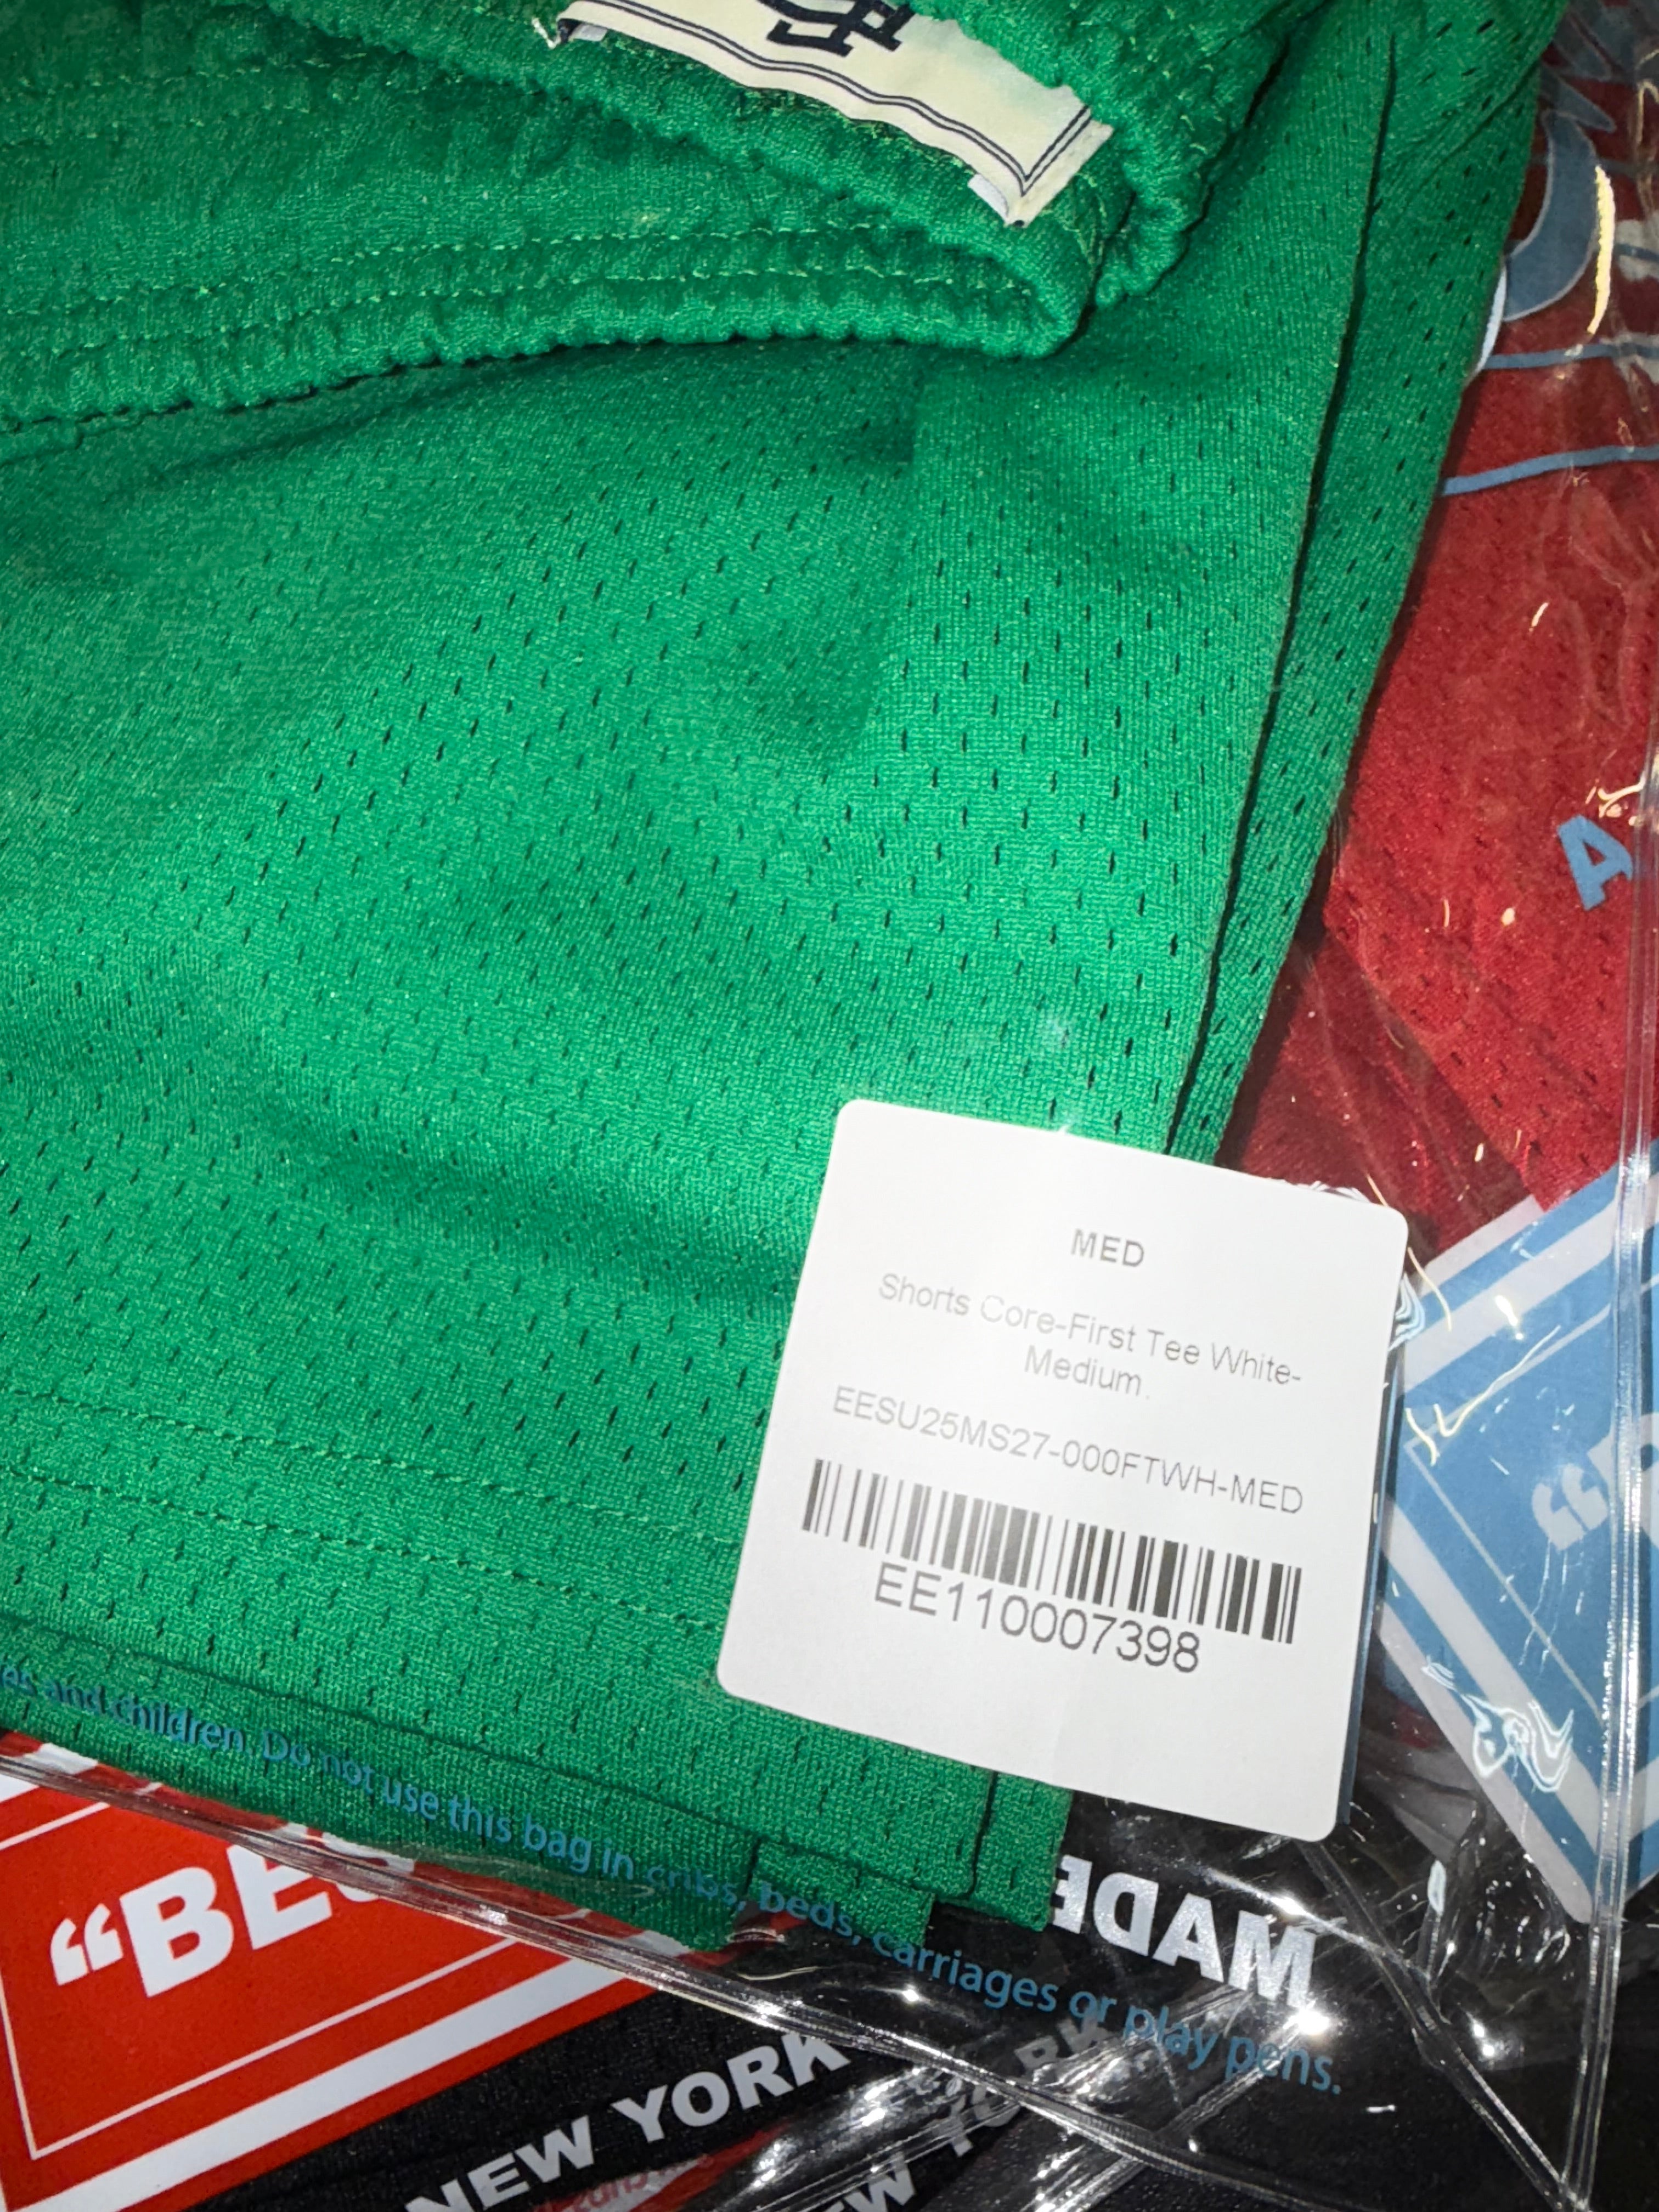 A
MED
Shorts Core-First Tee White-
Medium
EESU25MS27-000FTWH-MED
EE110007398
and children. Do not use this bag in cribs, beds, carriages or play pens.
"BES
MADE
NEW YORK